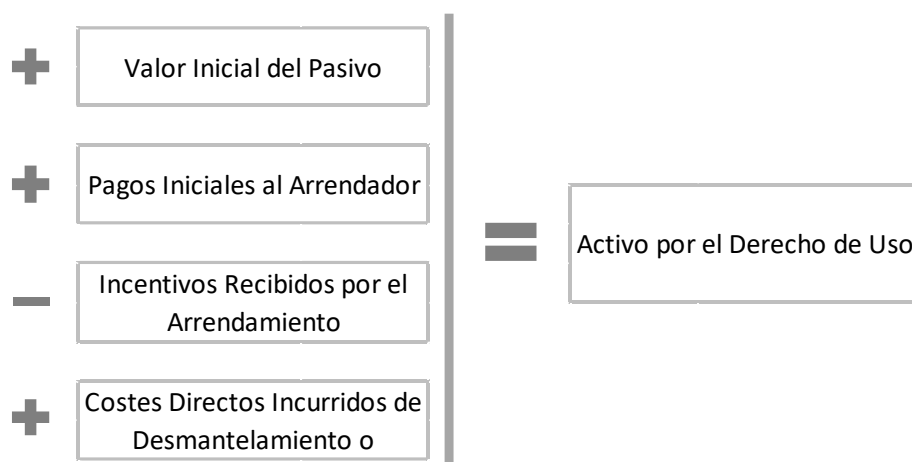 Valor Inicial del Pasivo
Pagos Iniciales al Arrendador
Incentivos Recibidos por el
Arrendamiento
Costes Directos Incurridos de
Desmantelamiento o
Activo por el Derecho de Uso